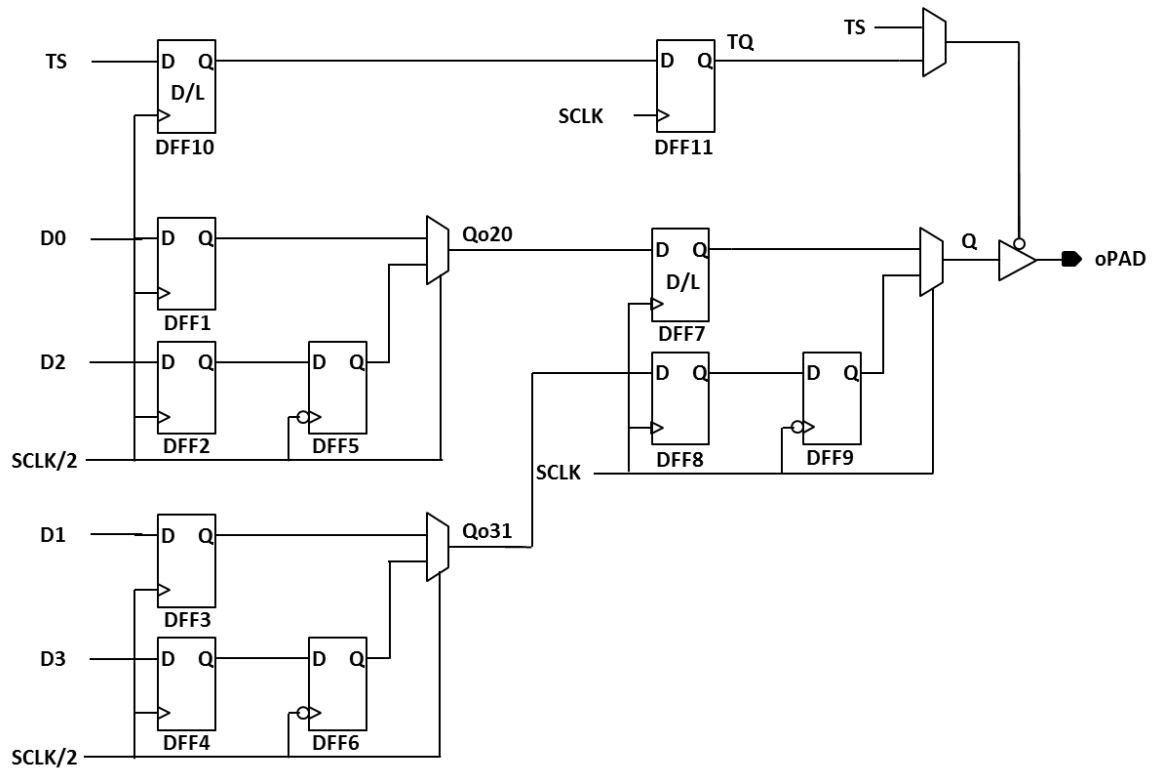 TS
D Q
D/L
DFF10
SCLK
D Q
DFF11
TQ
TS
D0
D Q
DFF1
D2
D Q
DFF2
D Q
DFF5
SCLK/2
Qo20
D Q
D/L
DFF7
D Q
DFF8
D Q
DFF9
SCLK
Q
oPAD
D1
D Q
DFF3
D3
D Q
DFF4
D Q
DFF6
SCLK/2
Qo31